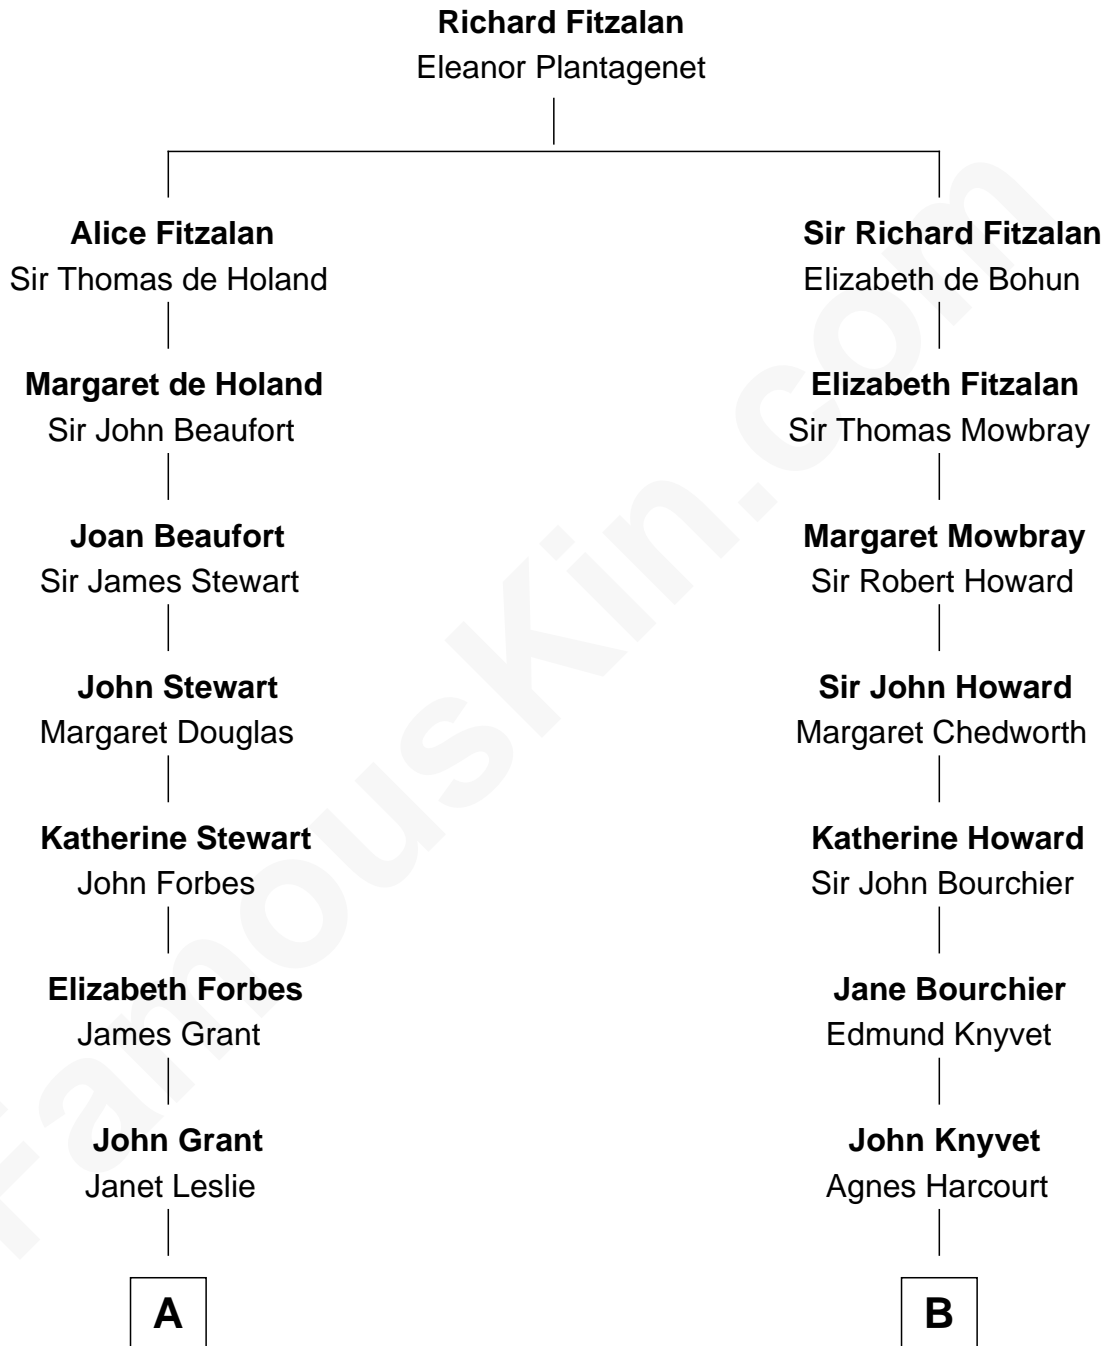 Richard Fitzalan
Eleanor Plantagenet
Alice Fitzalan
Sir Thomas de Holand
Margaret de Holand
Sir John Beaufort
Joan Beaufort
Sir James Stewart
John Stewart
Margaret Douglas
Katherine Stewart
John Forbes
Elizabeth Forbes
James Grant
John Grant
Janet Leslie
A
Sir Richard Fitzalan
Elizabeth de Bohun
Elizabeth Fitzalan
Sir Thomas Mowbray
Margaret Mowbray
Sir Robert Howard
Sir John Howard
Margaret Chedworth
Katherine Howard
Sir John Bourchier
Jane Bourchier
Edmund Knyvet
John Knyvet
Agnes Harcourt
B
FamousKin.com